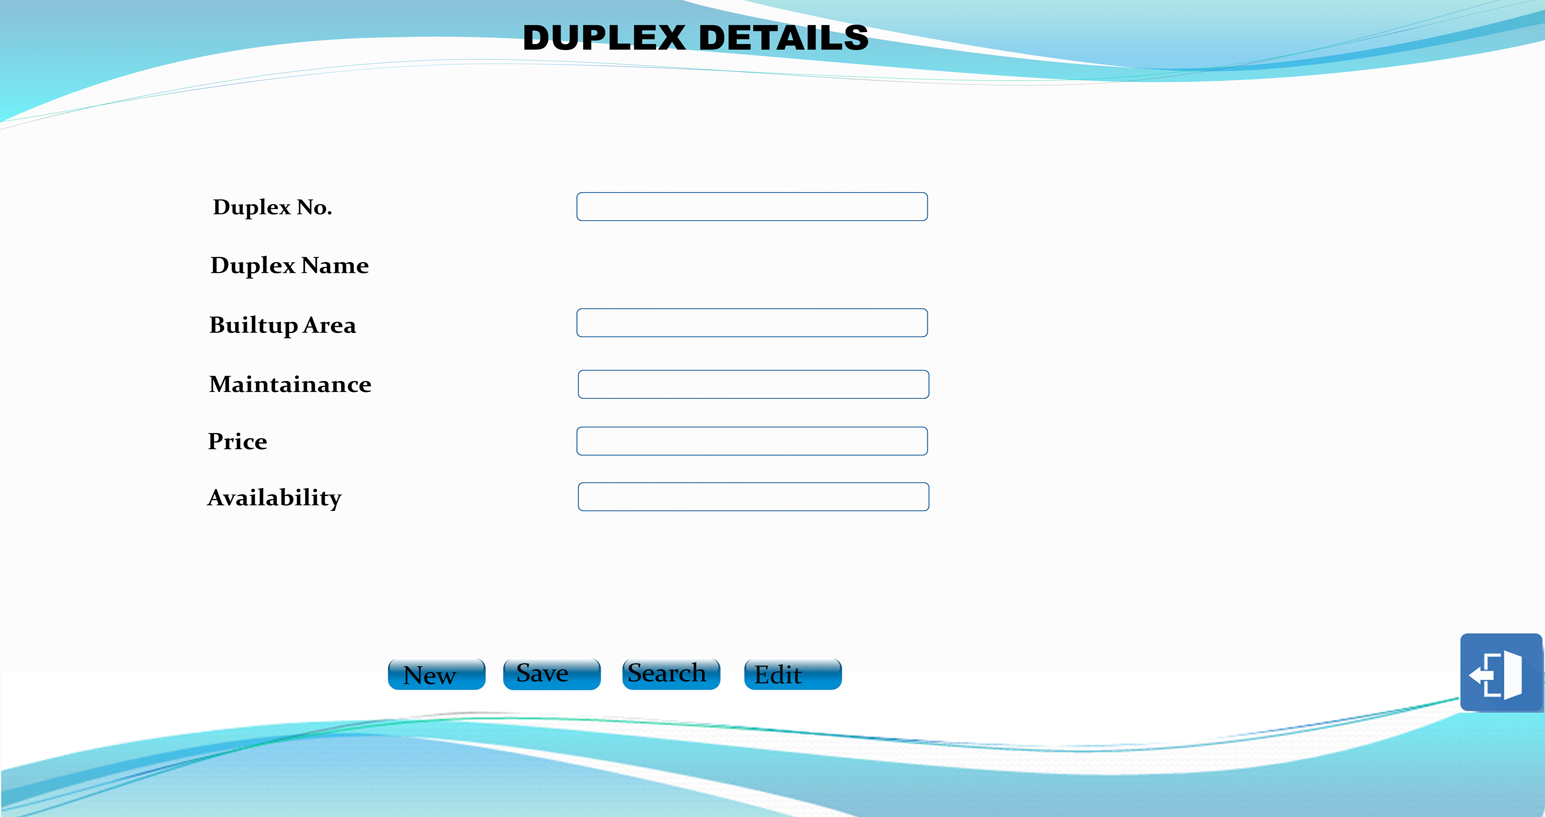 DUPLEX DETAILS
Duplex No.
Duplex Name
Builtup Area
Maintainance
Price
Availability
New Save Search Edit